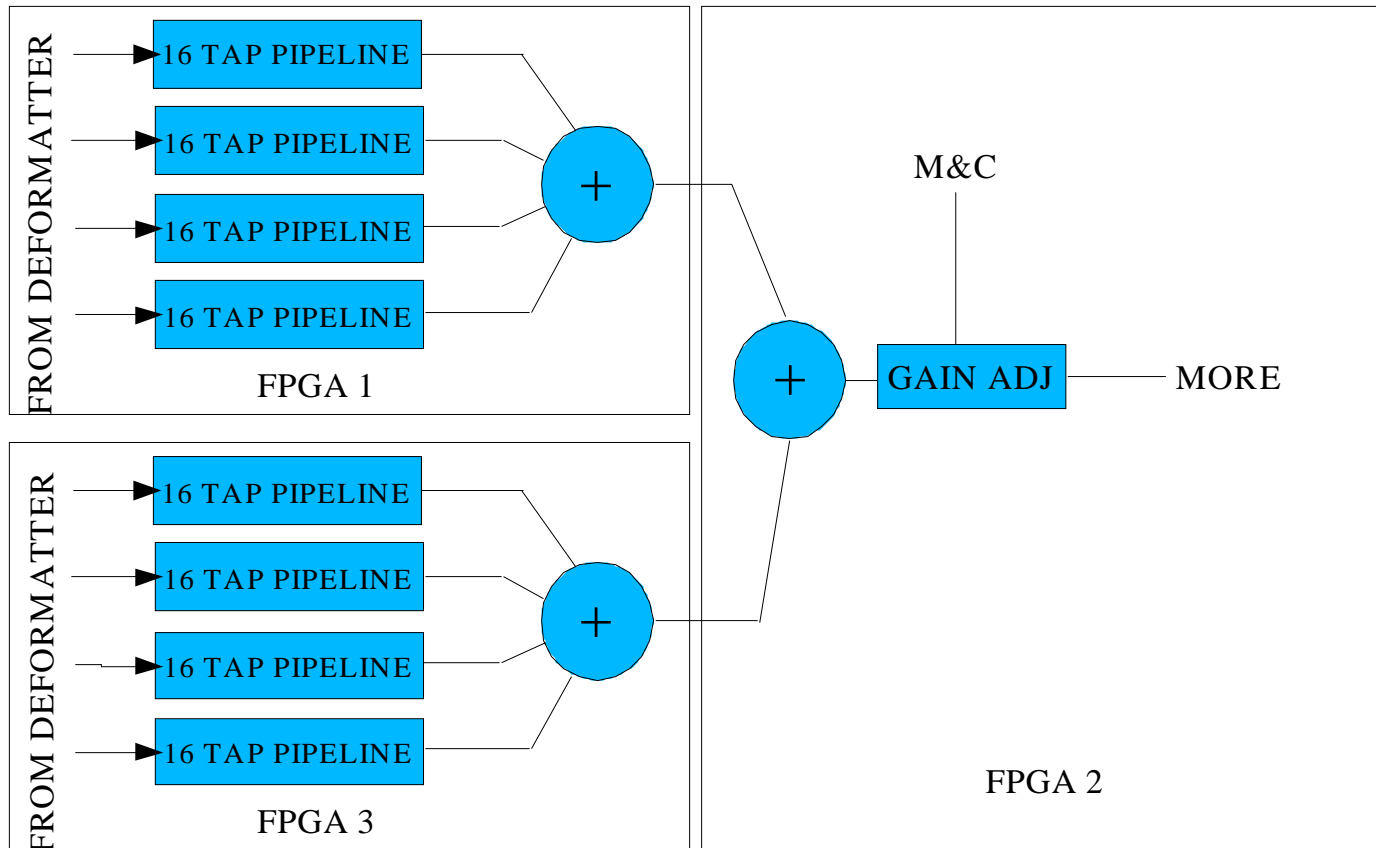 FROM DEFORMATTER
16 TAP PIPELINE
16 TAP PIPELINE
16 TAP PIPELINE
16 TAP PIPELINE
+
FPGA 1
FROM DEFORMATTER
16 TAP PIPELINE
16 TAP PIPELINE
16 TAP PIPELINE
16 TAP PIPELINE
+
FPGA 3
M&C
+
GAIN ADJ
MORE
FPGA 2